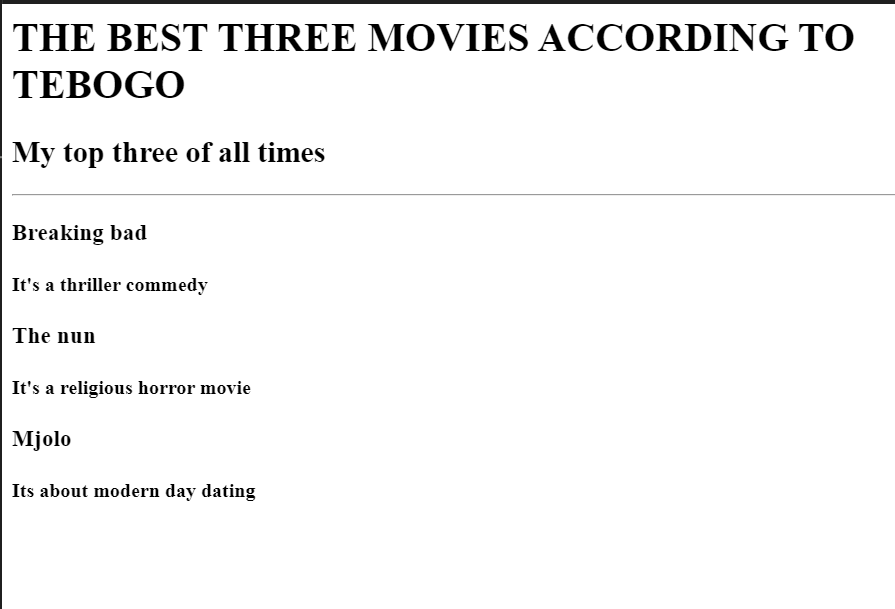 THE BEST THREE MOVIES ACCORDING TO
TEBOGO
My top three of all times
Breaking bad
It's a thriller commedy
The nun
It's a religious horror movie
Mjolo
Its about modern day dating